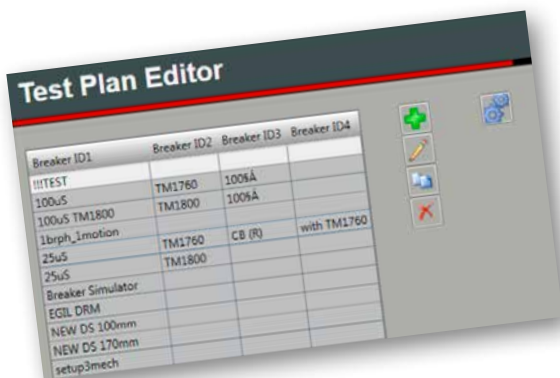 Test Plan Editor
Breaker ID1 Breaker ID2 Breaker ID3 Breaker ID4
!!!TEST
100uS TM1760 100§Å
100uS TM1800 TM1800 100§Å
1brph_1motion
25uS TM1760 CB (R) with TM1760
25uS TM1800
Breaker Simulator
EGIL DRM
NEW DS 100mm
NEW DS 170mm
setup3mech